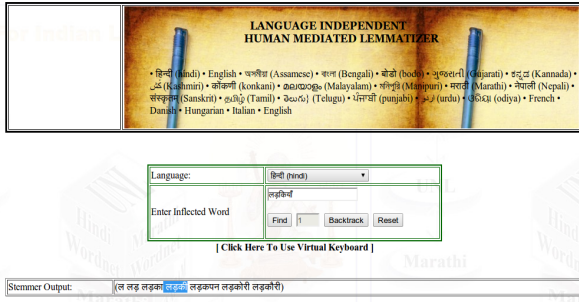 LANGUAGE INDEPENDENT
HUMAN MEDIATED LEMMATIZER
• हिन्दी (hindi) • English • অসমীয়া (Assamese) • বাংলা (Bengali) • बोडो (bodo) • ગુજરાતી (Gujarati) • ಕನ್ನಡ (Kannada) •
(Kashmiri) • कोंकणी (konkani) • മലയാളം (Malayalam) • মনিপুরি (Manipuri) • मराठी (Marathi) • नेपाली (Nepali) •
संस्कृतम् (Sanskrit) • தமிழ் (Tamil) • (Telugu) • ਪੰਜਾਬੀ (punjabi) • اردو (urdu) • (odiya) • French •
Danish • Hungarian • Italian • English
Language: हिन्दी (hindi)
लड़कियाँ
Enter Inflected Word
Find 1 Backtrack Reset
[ Click Here To Use Virtual Keyboard ]
Stemmer Output: (ल लड़ लड़का लड़की लड़कपन लड़कोरी लड़कौरी)